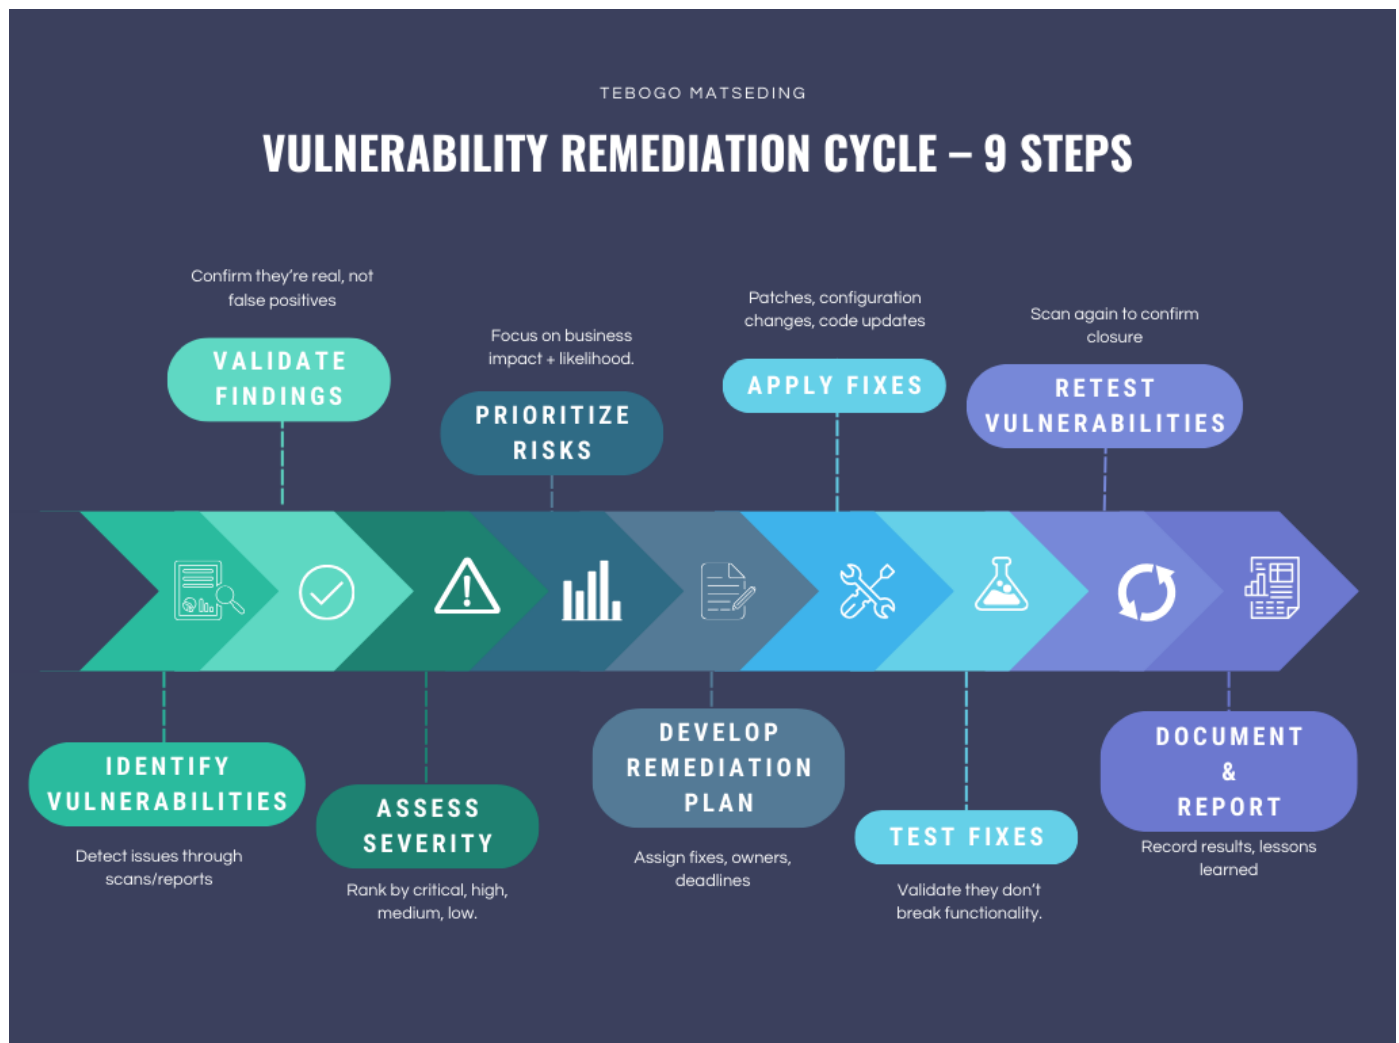 TEBOGO MATSEDING
VULNERABILITY REMEDIATION CYCLE – 9 STEPS
Confirm they're real, not
false positives
VALIDATE
FINDINGS
Focus on business
impact + likelihood.
PRIORITIZE
RISKS
Patches, configuration
changes, code updates
APPLY FIXES
Scan again to confirm
closure
RETEST
VULNERABILITIES
IDENTIFY
VULNERABILITIES
Detect issues through
scans/reports
ASSESS
SEVERITY
Rank by critical, high,
medium, low.
DEVELOP
REMEDIATION
PLAN
Assign fixes, owners,
deadlines
TEST FIXES
Validate they don't
break functionality.
DOCUMENT
&
REPORT
Record results, lessons
learned